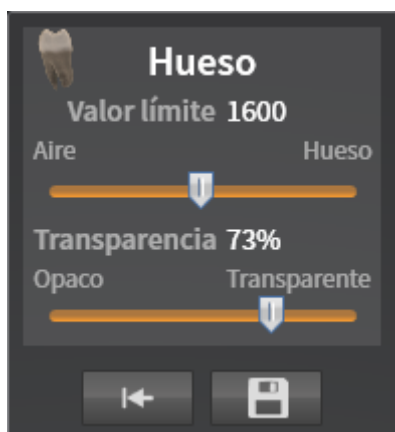 Hueso
Valor límite 1600
Aire Hueso
Transparencia 73%
Opaco Transparente